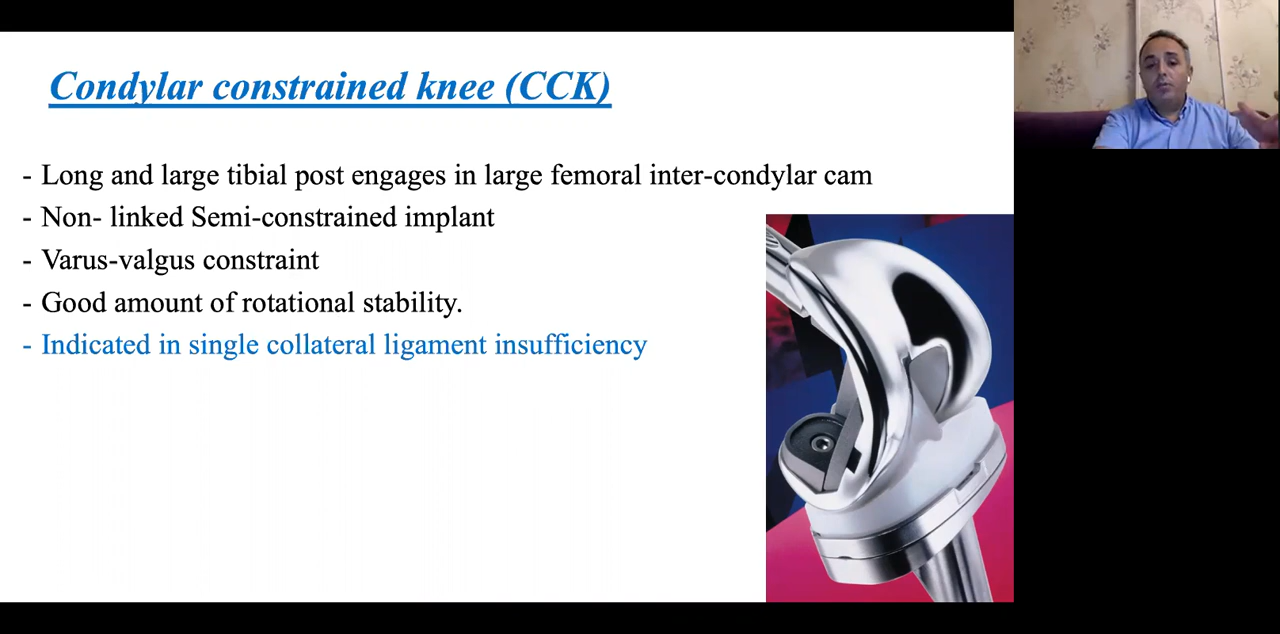 Condylar constrained knee (CCK)
- Long and large tibial post engages in large femoral inter-condylar cam
- Non- linked Semi-constrained implant
- Varus-valgus constraint
- Good amount of rotational stability.
- Indicated in single collateral ligament insufficiency